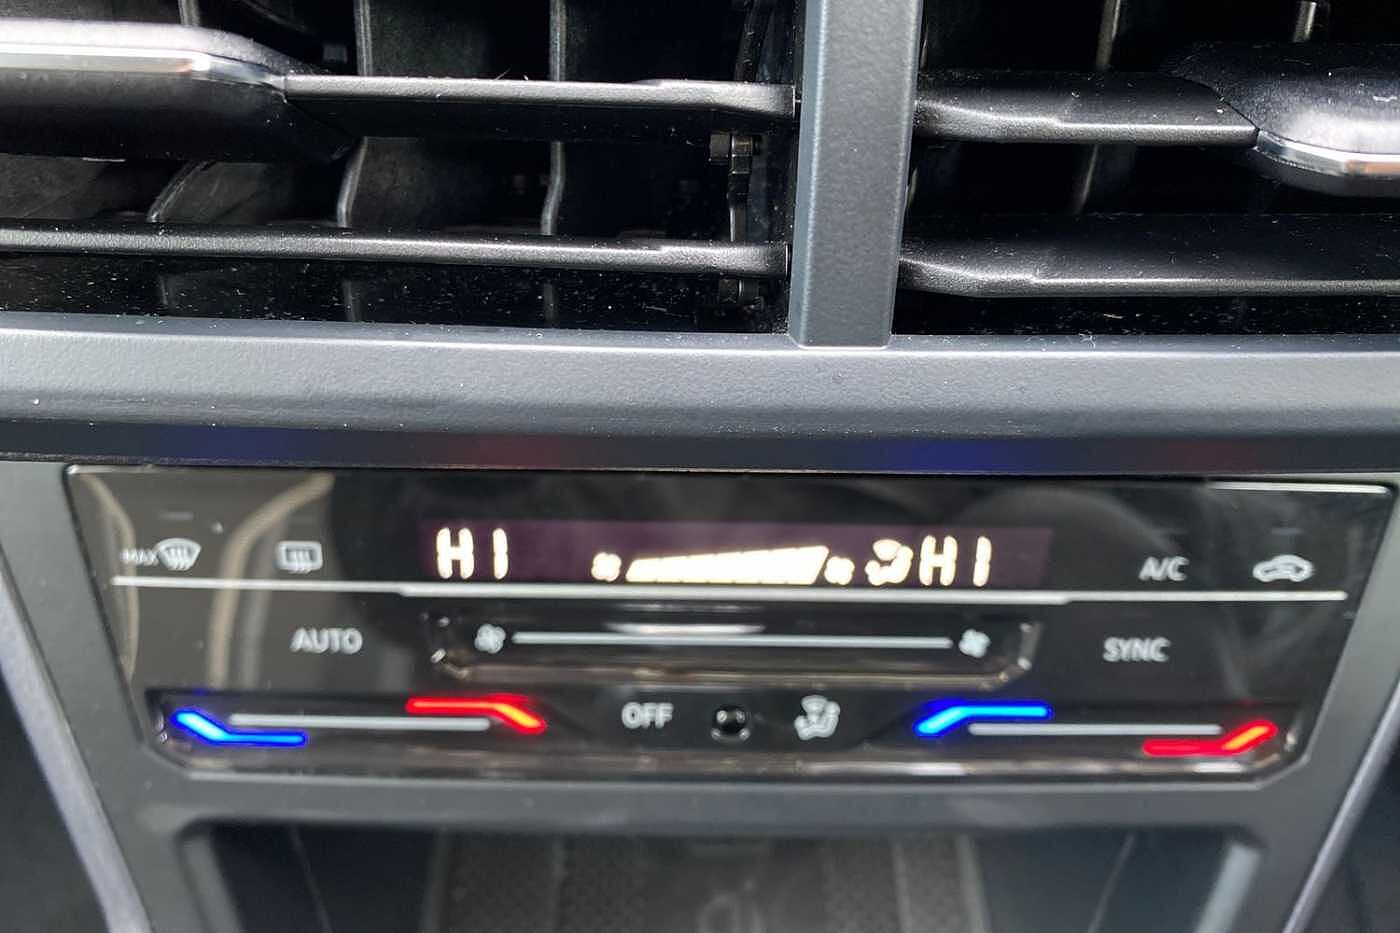 HI HI
MAX A/C
AUTO SYNC
OFF